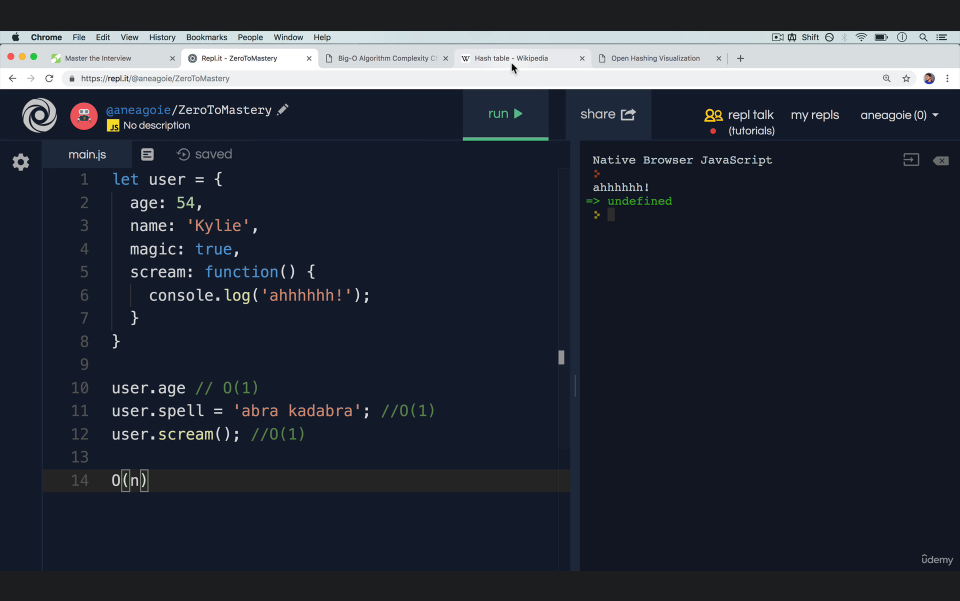 Chrome File Edit View History Bookmarks People Window Help Shift
Master the Interview
Repl.it - ZeroToMastery
Big-O Algorithm Complexity C
Hash table - Wikipedia
Open Hashing Visualization
https://repl.it/@aneagoie/ZeroToMastery
@aneagoie/ZeroToMastery
JS No description
run
share
repl talk
(tutorials)
my repls
aneagoie (0)
main.js
saved
1 let user = {
2 age: 54,
3 name: 'Kylie',
4 magic: true,
5 scream: function() {
6 console.log('ahhhhhh!');
7 }
8 }
9
10 user.age // O(1)
11 user.spell = 'abra kadabra'; //O(1)
12 user.scream(); //O(1)
13
14 O(n)
Native Browser JavaScript
ahhhhhh!
=> undefined
ûdemy